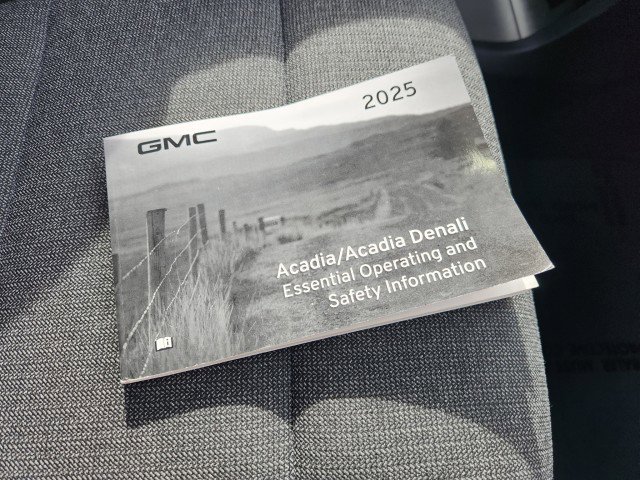 2025
GMC
Acadia/Acadia Denali
Essential Operating and
Safety Information